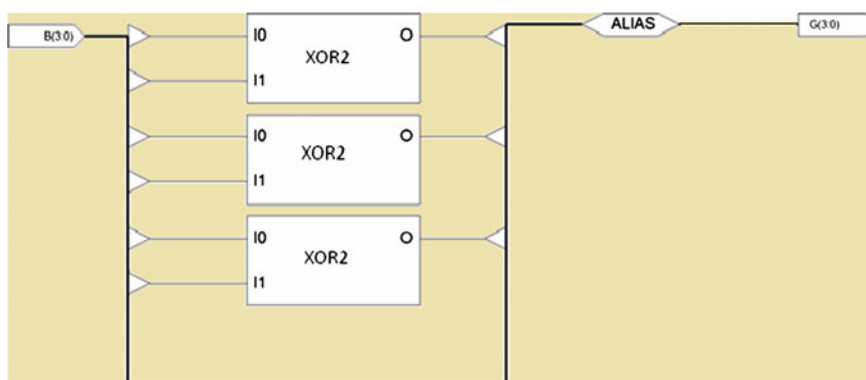 B(3:0)
I0
O
XOR2
I1
ALIAS
G(3:0)
I0
O
XOR2
I1
I0
O
XOR2
I1